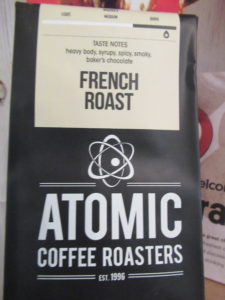 LIGHT
MEDIUM
DARK
TASTE NOTES
heavy body, syrupy, spicy, smoky,
baker's chocolate
FRENCH
ROAST
ATOMIC
COFFEE ROASTERS
EST. 1996